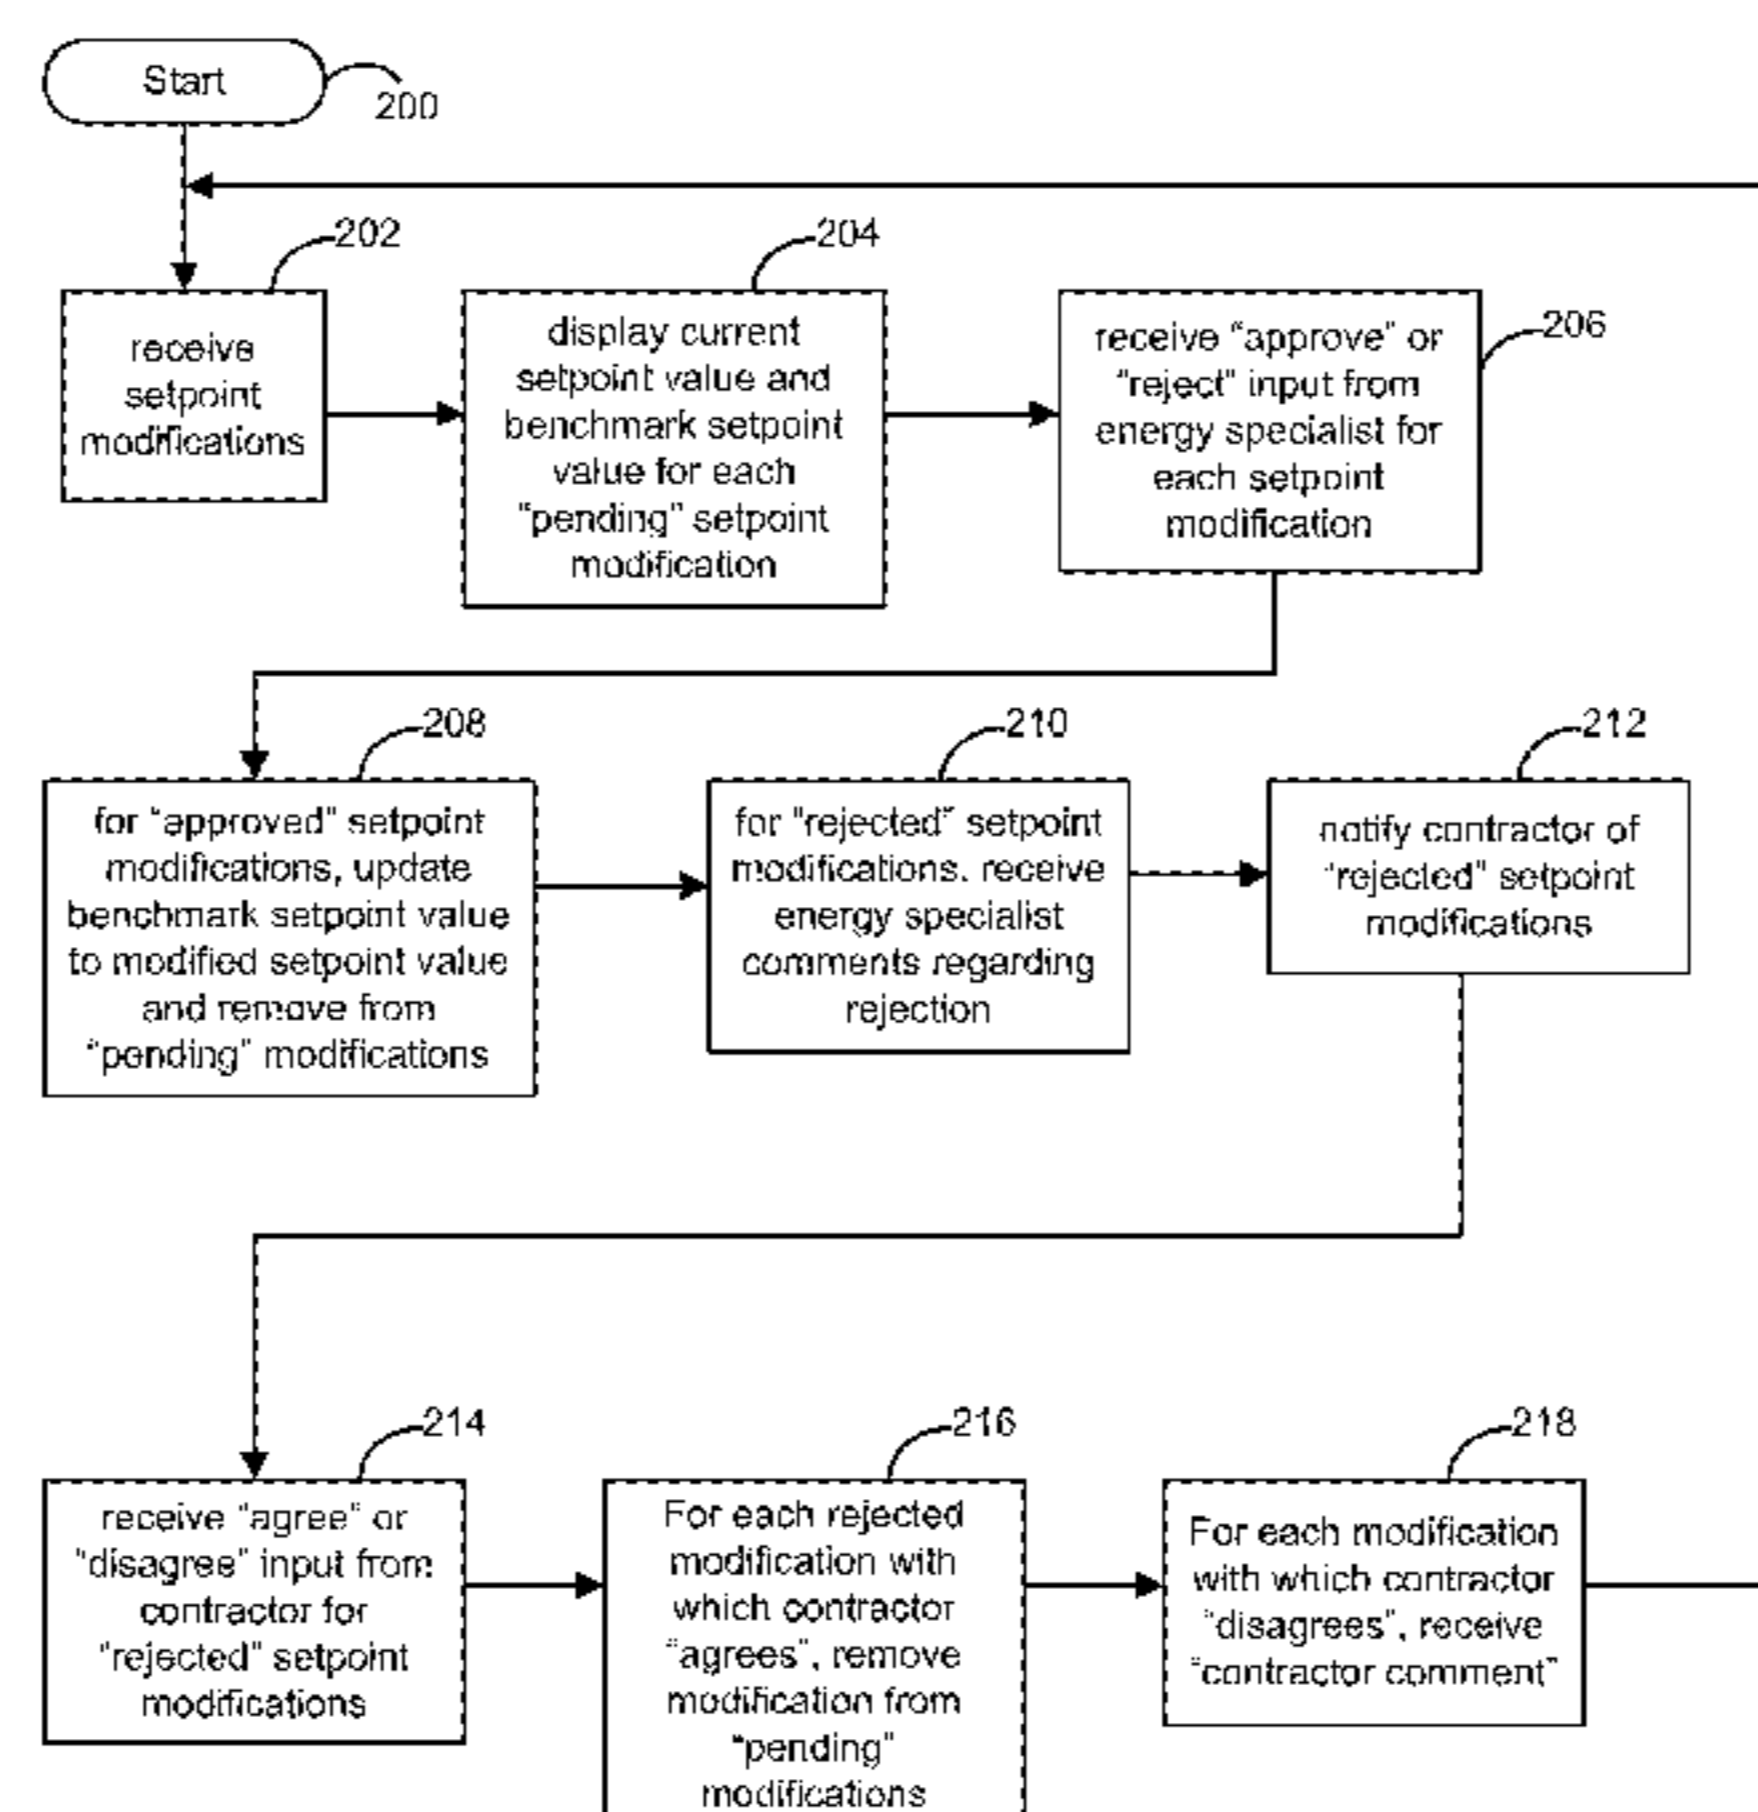 Start
200
202
204
206
receive
setpoint
modifications
display current
setpoint value and
benchmark setpoint
value for each
“pending” setpoint
modification
receive “approve” or
“reject” input from
energy specialist for
each setpoint
modification
208
210
212
for “approved” setpoint
modifications, update
benchmark setpoint value
to modified setpoint value
and remove from
“pending” modifications
for “rejected” setpoint
modifications, receive
energy specialist
comments regarding
rejection
notify contractor of
“rejected” setpoint
modifications
214
216
218
receive “agree” or
“disagree” input from
contractor for
“rejected” setpoint
modifications
For each rejected
modification with
which contractor
“agrees”, remove
modification from
“pending”
modifications
For each modification
with which contractor
“disagrees”, receive
“contractor comment”